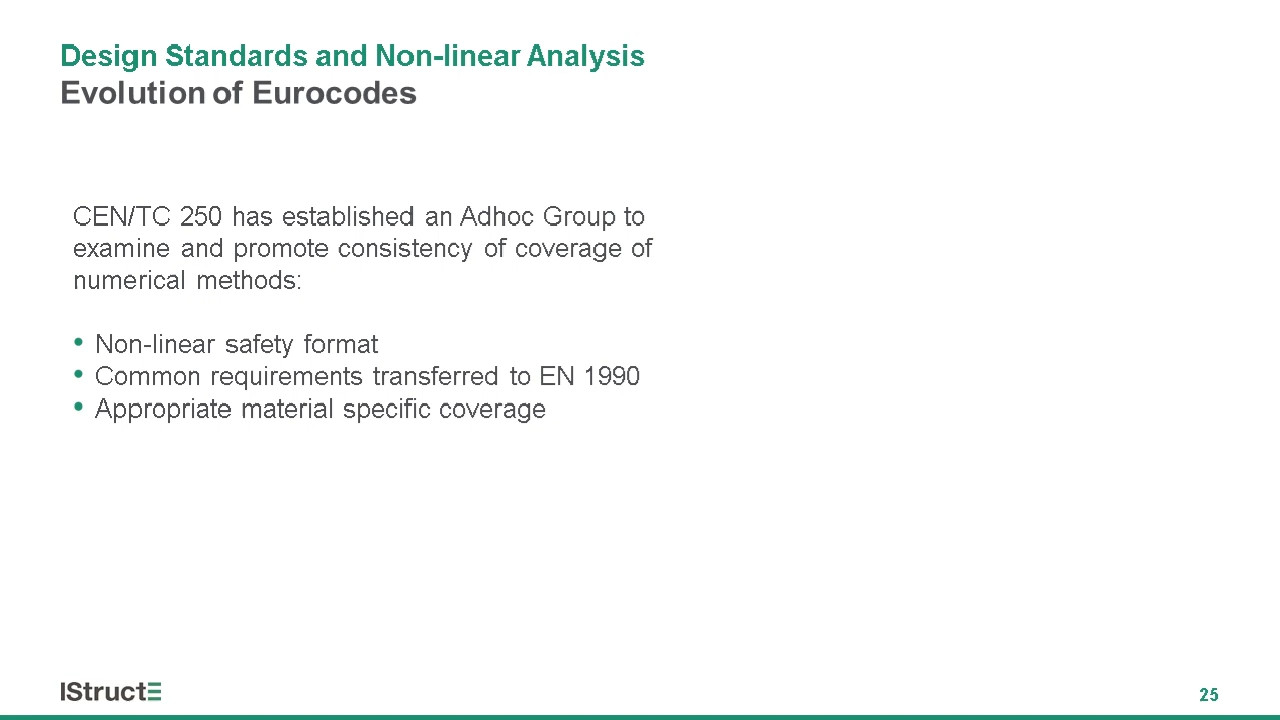 Design Standards and Non-linear Analysis
Evolution of Eurocodes
CEN/TC 250 has established an Adhoc Group to
examine and promote consistency of coverage of
numerical methods:
• Non-linear safety format
• Common requirements transferred to EN 1990
• Appropriate material specific coverage
IStructE
25